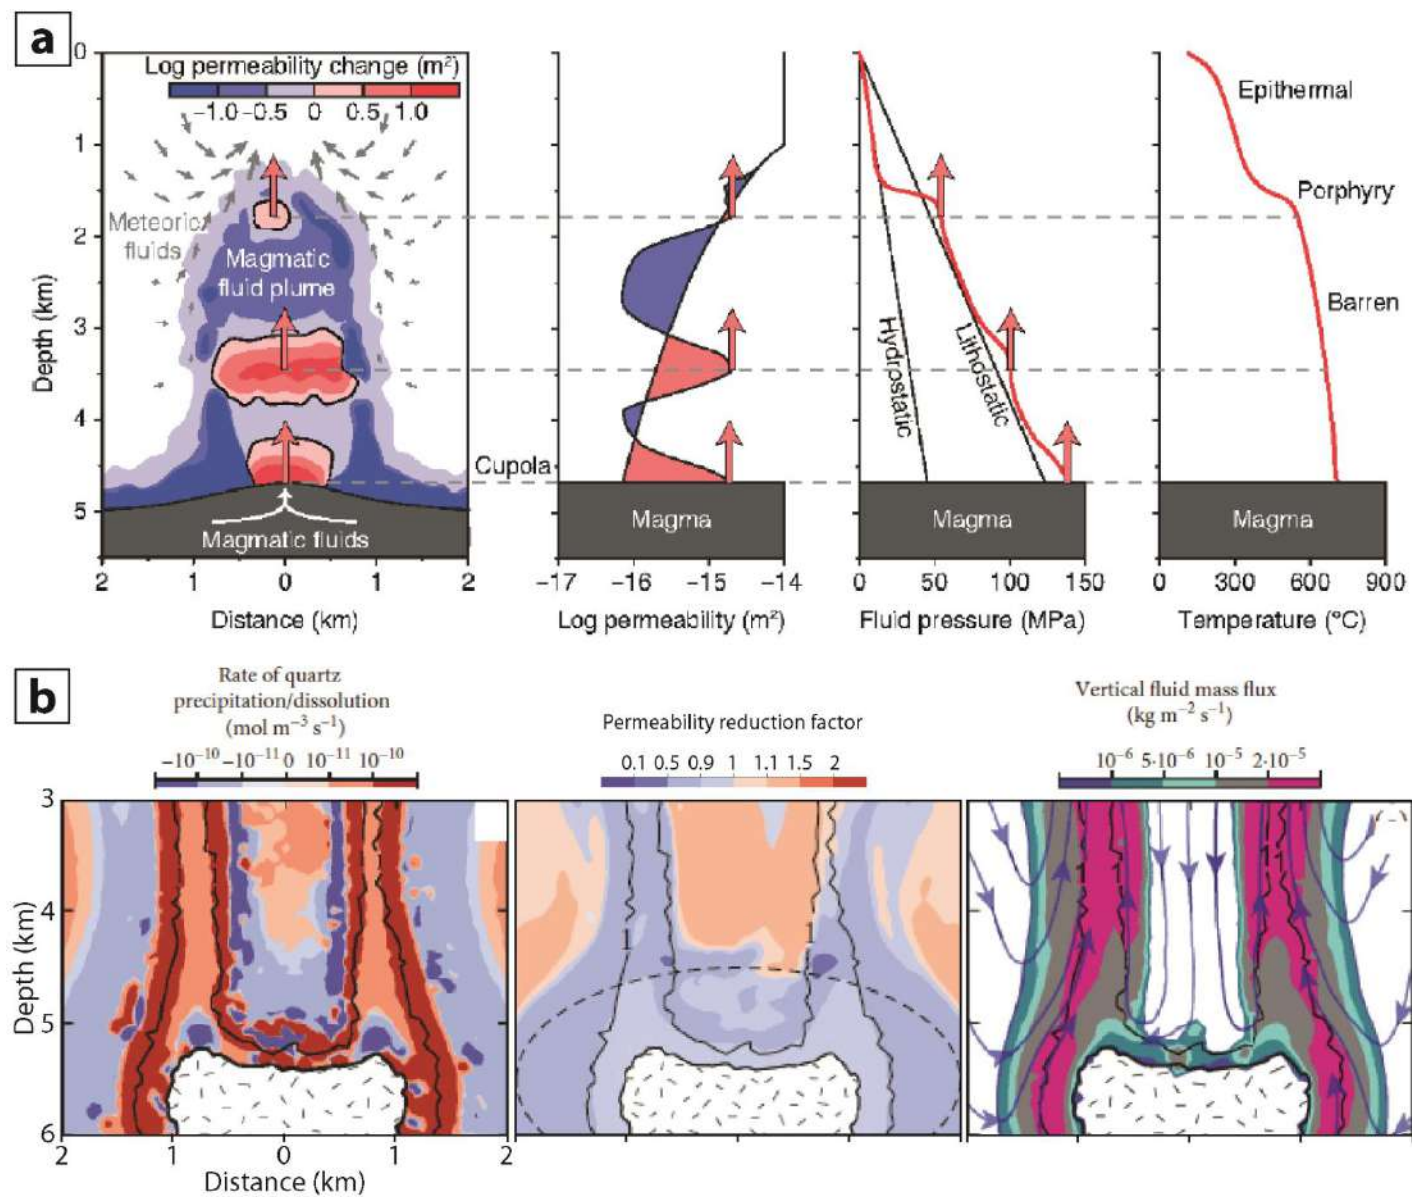 a
Log permeability change (m²)
−1.0 −0.5 0 0.5 1.0
0
1
2
3
4
5
Depth (km)
Meteoric
fluids
Magmatic
fluid plume
Magmatic fluids
2 1 0 1 2
Distance (km)
Cupola
Magma
−17 −16 −15 −14
Log permeability (m²)
Hydrostatic
Lithostatic
Magma
0 50 100 150
Fluid pressure (MPa)
Epithermal
Porphyry
Barren
Magma
0 300 600 900
Temperature (°C)
b
Rate of quartz
precipitation/dissolution
(mol m⁻³ s⁻¹)
−10⁻¹⁰ −10⁻¹¹ 0 10⁻¹¹ 10⁻¹⁰
Permeability reduction factor
0.1 0.5 0.9 1 1.1 1.5 2
Vertical fluid mass flux
(kg m⁻² s⁻¹)
10⁻⁶ 5·10⁻⁶ 10⁻⁵ 2·10⁻⁵
3
4
5
6
Depth (km)
2 1 0 1 2
Distance (km)
1
1